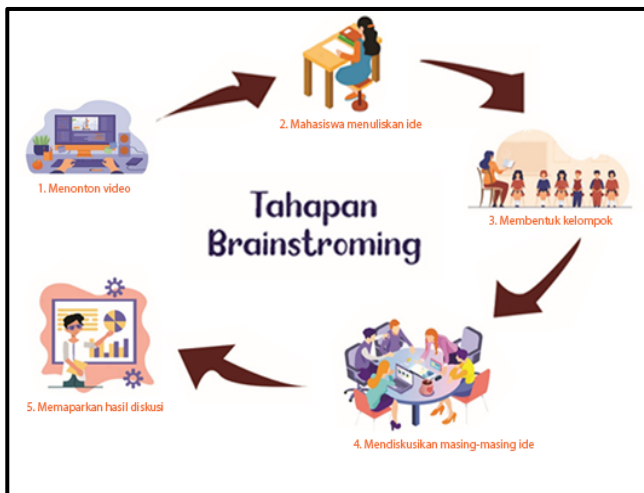 Tahapan
Brainstroming
1. Menonton video
2. Mahasiswa menuliskan ide
3. Membentuk kelompok
4. Mendiskusikan masing-masing ide
5. Memaparkan hasil diskusi